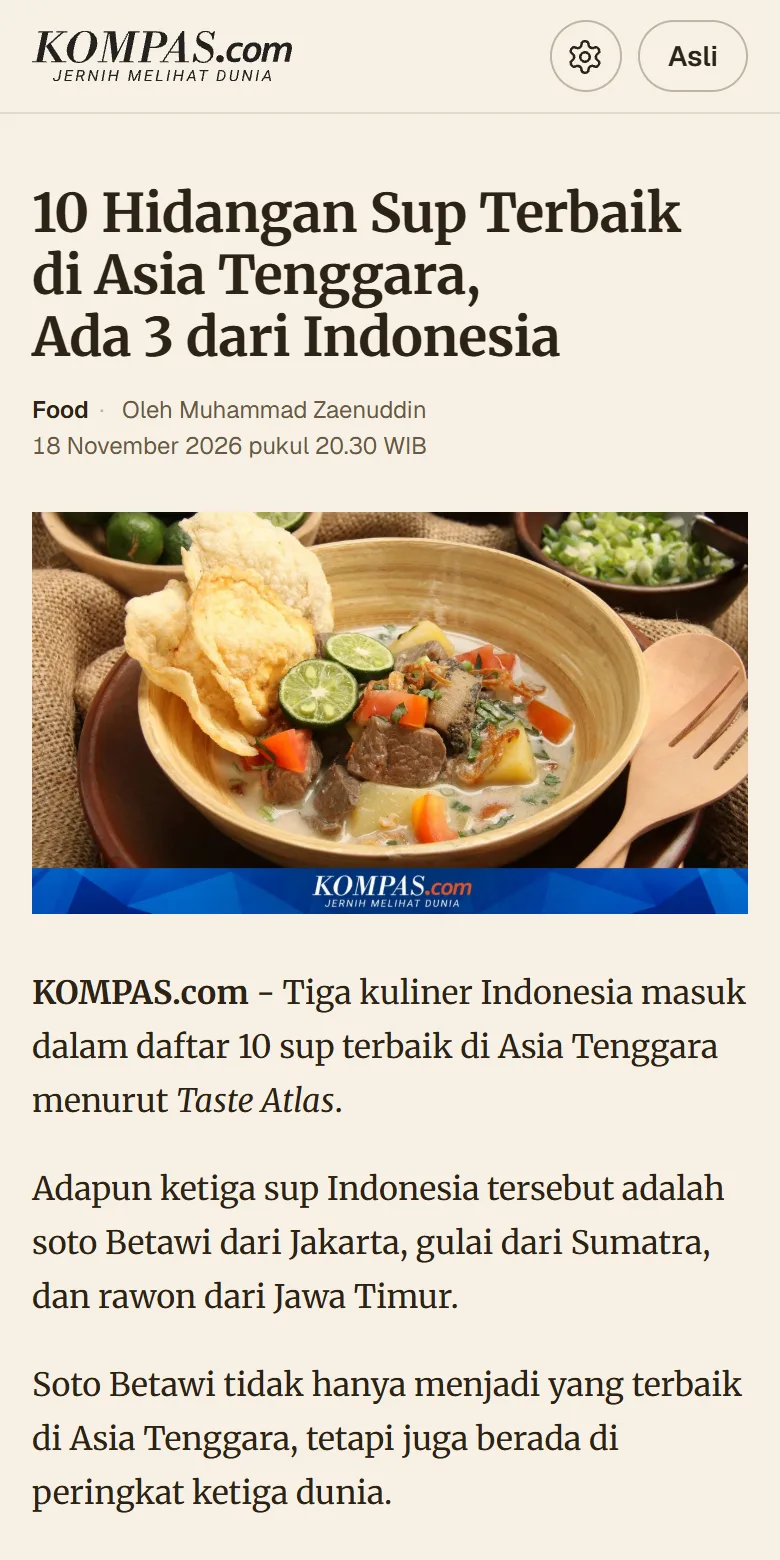 KOMPAS.com
JERNIH MELIHAT DUNIA
Asli
10 Hidangan Sup Terbaik
di Asia Tenggara,
Ada 3 dari Indonesia
Food · Oleh Muhammad Zaenuddin
18 November 2026 pukul 20.30 WIB
KOMPAS.com
JERNIH MELIHAT DUNIA
KOMPAS.com - Tiga kuliner Indonesia masuk
dalam daftar 10 sup terbaik di Asia Tenggara
menurut Taste Atlas.
Adapun ketiga sup Indonesia tersebut adalah
soto Betawi dari Jakarta, gulai dari Sumatra,
dan rawon dari Jawa Timur.
Soto Betawi tidak hanya menjadi yang terbaik
di Asia Tenggara, tetapi juga berada di
peringkat ketiga dunia.